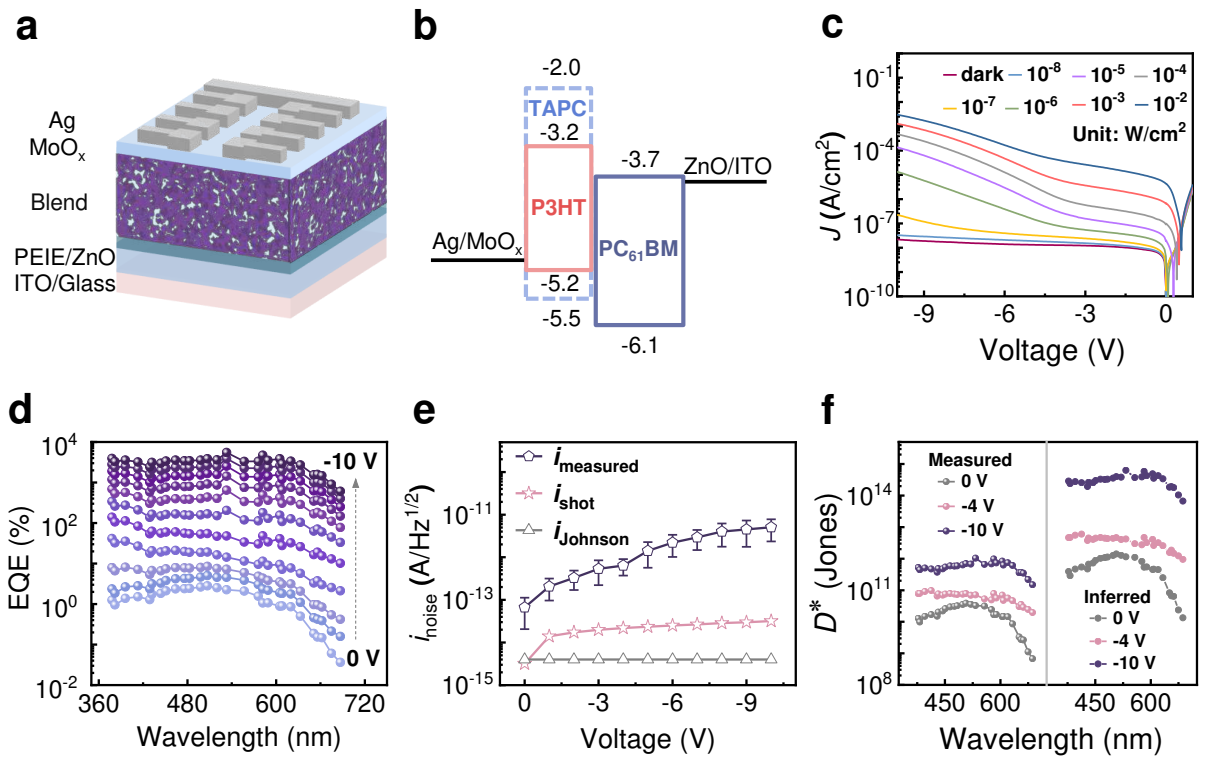 a
Ag
MoOx
Blend
PEIE/ZnO
ITO/Glass
b
-2.0
TAPC
-3.2
-3.7
ZnO/ITO
P3HT
Ag/MoOx
PC61BM
-5.2
-5.5
-6.1
c
J (A/cm2)
10-1
10-4
10-7
10-10
dark 10-8 10-5 10-4
10-7 10-6 10-3 10-2
Unit: W/cm2
-9 -6 -3 0
Voltage (V)
d
EQE (%)
104
102
100
10-2
-10 V
0 V
360 480 600 720
Wavelength (nm)
e
inoise (A/Hz1/2)
imeasured
ishot
iJohnson
10-11
10-13
10-15
0 -3 -6 -9
Voltage (V)
f
D* (Jones)
1014
1011
108
Measured
0 V
-4 V
-10 V
Inferred
0 V
-4 V
-10 V
450 600 450 600
Wavelength (nm)